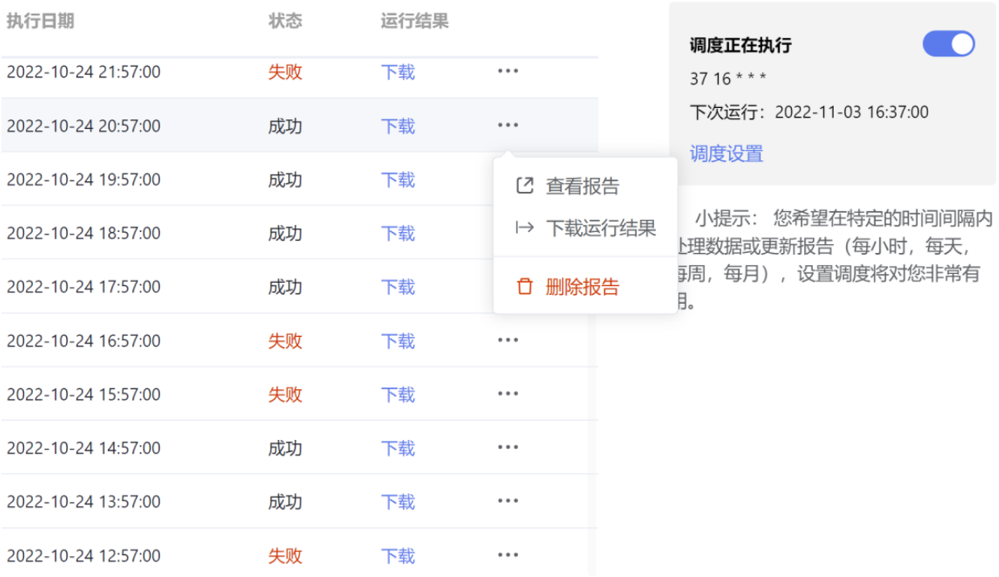 执行日期 状态 运行结果
2022-10-24 21:57:00 失败 下载 •••
2022-10-24 20:57:00 成功 下载 •••
2022-10-24 19:57:00 成功 下载
2022-10-24 18:57:00 成功 下载
2022-10-24 17:57:00 成功 下载
2022-10-24 16:57:00 失败 下载 •••
2022-10-24 15:57:00 失败 下载 •••
2022-10-24 14:57:00 成功 下载 •••
2022-10-24 13:57:00 成功 下载 •••
2022-10-24 12:57:00 失败 下载 •••
查看报告
下载运行结果
删除报告
调度正在执行
37 16 * * *
下次运行：2022-11-03 16:37:00
调度设置
小提示： 您希望在特定的时间间隔内
处理数据或更新报告（每小时，每天，
每周，每月），设置调度将对您非常有
用。